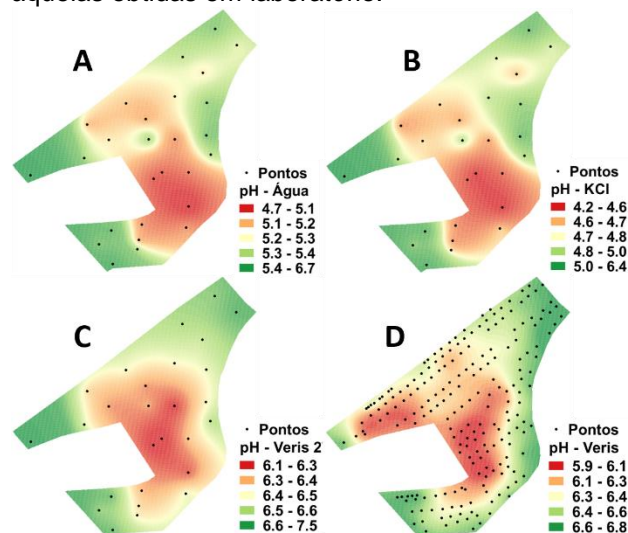 aquelas obtidas em laboratório.
A
Pontos
pH - Água
4.7 - 5.1
5.1 - 5.2
5.2 - 5.3
5.3 - 5.4
5.4 - 6.7
B
Pontos
pH - KCl
4.2 - 4.6
4.6 - 4.7
4.7 - 4.8
4.8 - 5.0
5.0 - 6.4
C
Pontos
pH - Veris 2
6.1 - 6.3
6.3 - 6.4
6.4 - 6.5
6.5 - 6.6
6.6 - 7.5
D
Pontos
pH - Veris
5.9 - 6.1
6.1 - 6.3
6.3 - 6.4
6.4 - 6.6
6.6 - 6.8